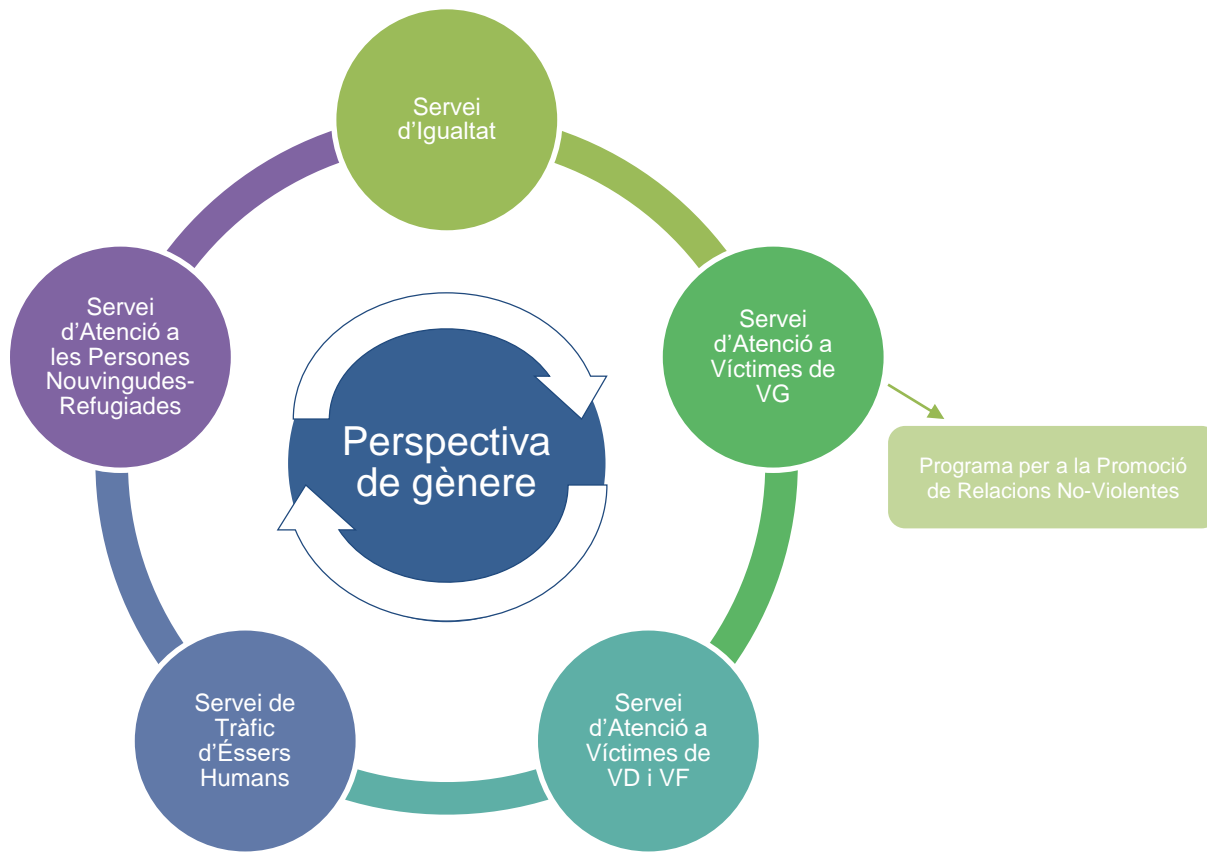 Servei
d’Igualtat
Servei
d’Atenció a
Víctimes de
VG
Programa per a la Promoció
de Relacions No-Violentes
Servei
d’Atenció a
Víctimes de
VD i VF
Servei de
Tràfic
d’Éssers
Humans
Servei
d’Atenció a
les Persones
Nouvingudes-
Refugiades
Perspectiva
de gènere